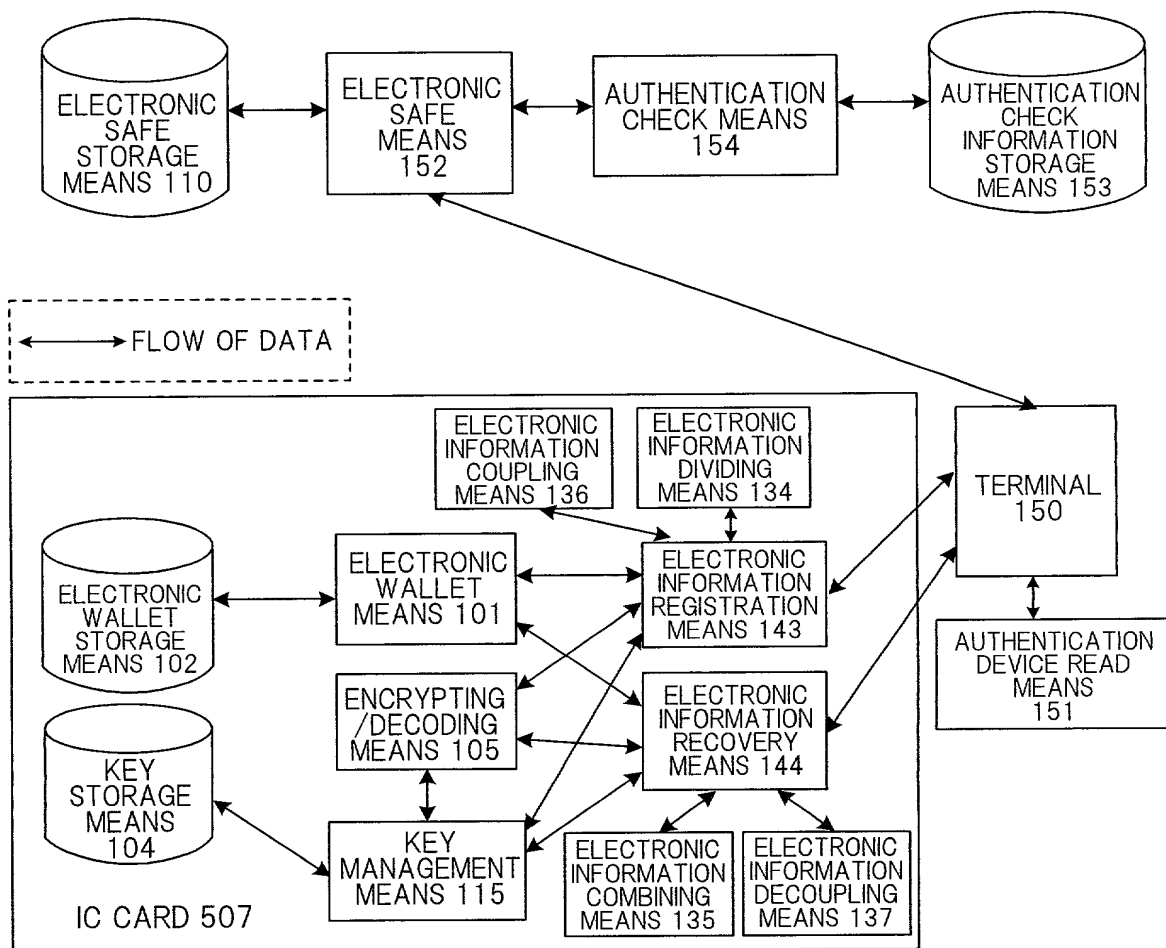 ELECTRONIC
SAFE
STORAGE
MEANS 110
ELECTRONIC
SAFE
MEANS
152
AUTHENTICATION
CHECK MEANS
154
AUTHENTICATION
CHECK
INFORMATION
STORAGE
MEANS 153
FLOW OF DATA
ELECTRONIC
INFORMATION
COUPLING
MEANS 136
ELECTRONIC
INFORMATION
DIVIDING
MEANS 134
TERMINAL
150
ELECTRONIC
WALLET
STORAGE
MEANS 102
ELECTRONIC
WALLET
MEANS 101
ELECTRONIC
INFORMATION
REGISTRATION
MEANS 143
AUTHENTICATION
DEVICE READ
MEANS
151
KEY
STORAGE
MEANS
104
ENCRYPTING
/DECODING
MEANS 105
ELECTRONIC
INFORMATION
RECOVERY
MEANS 144
KEY
MANAGEMENT
MEANS 115
ELECTRONIC
INFORMATION
COMBINING
MEANS 135
ELECTRONIC
INFORMATION
DECOUPLING
MEANS 137
IC CARD 507